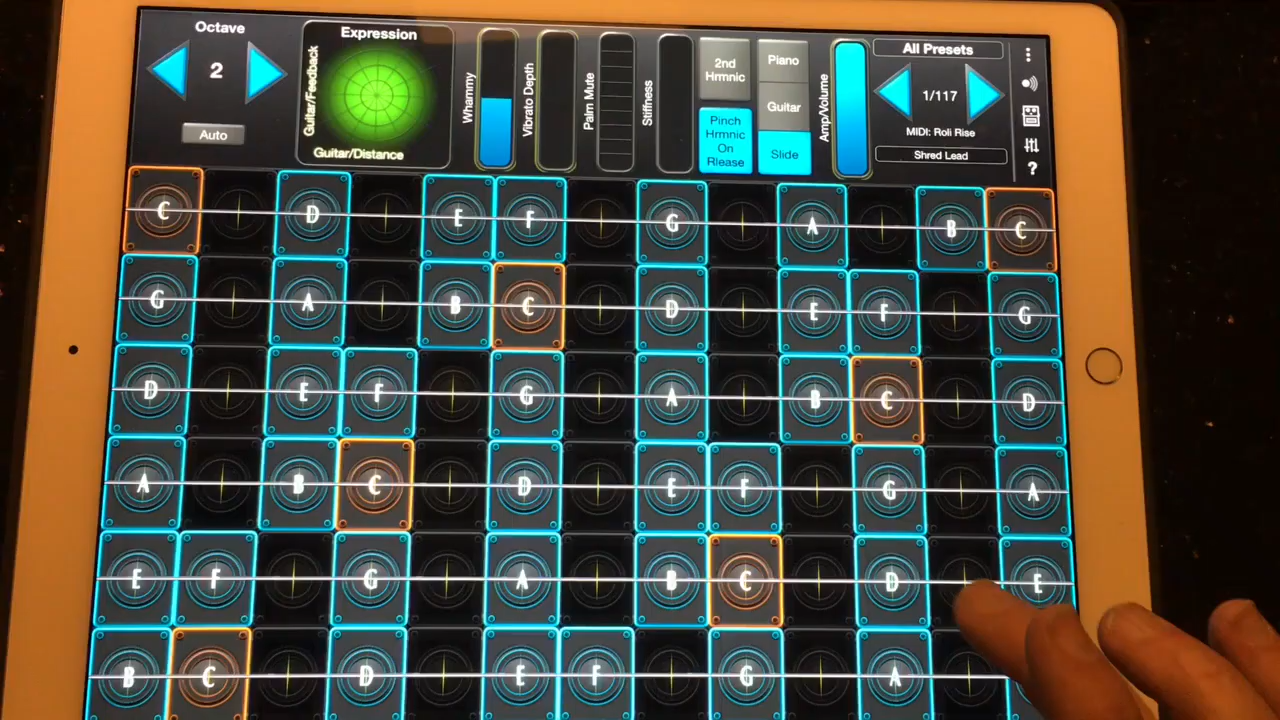 Octave
2
Auto
Expression
Guitar/Feedback
Guitar/Distance
Whammy
Vibrato Depth
Palm Mute
Stiffness
2nd
Hrmnic
Pinch
Hrmnic
On
Rlease
Piano
Guitar
Slide
Amp/Volume
All Presets
1/117
MIDI: Roli Rise
Shred Lead
?
C D E F G A B C
G A B C D E F G
D E F G A B C D
A B C D E F G A
E F G A B C D E
B C D E F G A